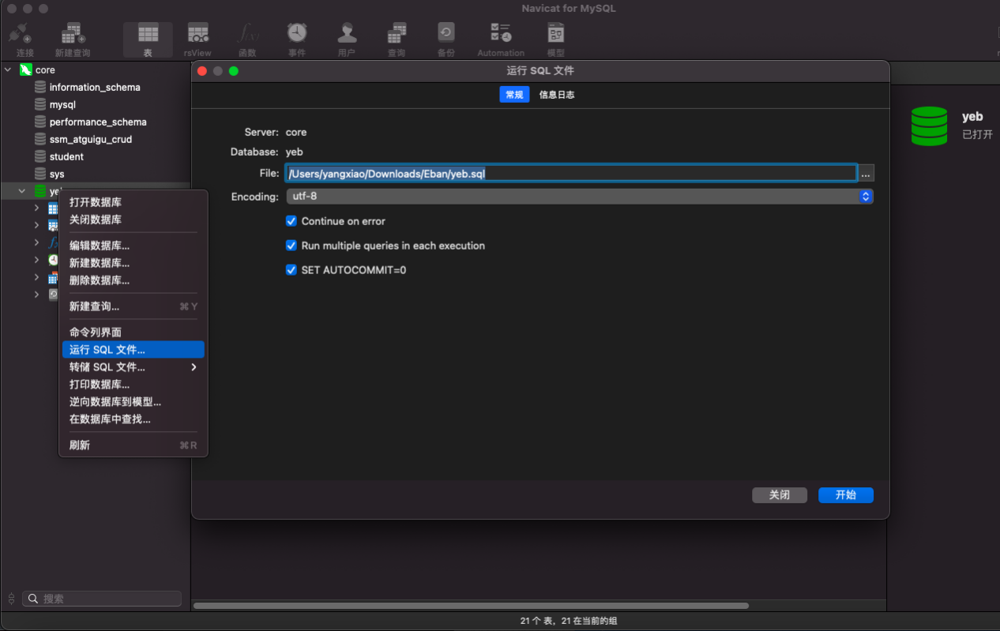 Navicat for MySQL
连接
新建查询
表
rsView
函数
事件
用户
查询
备份
Automation
模型
core
information_schema
mysql
performance_schema
ssm_atguigu_crud
student
sys
打开数据库
关闭数据库
编辑数据库...
新建数据库...
删除数据库...
新建查询... ⌘Y
命令列界面
运行 SQL 文件...
转储 SQL 文件...
打印数据库...
逆向数据库到模型...
在数据库中查找...
刷新 ⌘R
搜索
运行 SQL 文件
常规 信息日志
Server: core
Database: yeb
File: /Users/yangxiao/Downloads/Eban/yeb.sql ...
Encoding: utf-8
Continue on error
Run multiple queries in each execution
SET AUTOCOMMIT=0
关闭 开始
yeb
已打开
21 个 表，21 在当前的组